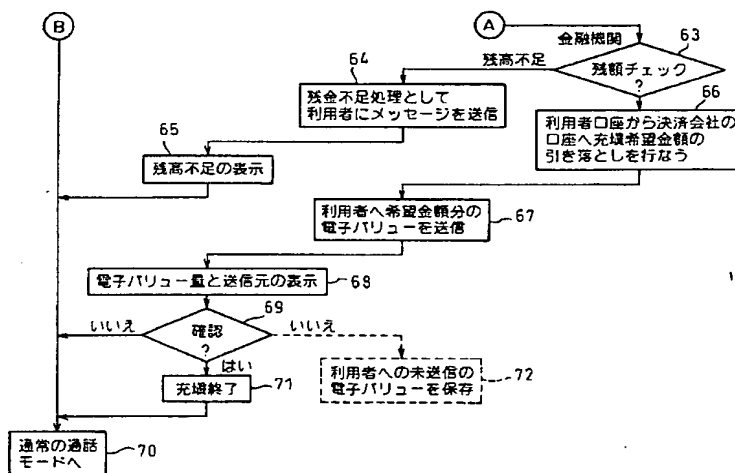 B
A
金融機関
63
残高不足
残額チェック
?
64
残金不足処理として
利用者にメッセージを送信
66
利用者口座から決済会社の
口座へ充填希望金額の
引き落としを行なう
65
残高不足の表示
利用者へ希望金額分の
電子バリューを送信
67
電子バリュー量と送信元の表示
68
69
いいえ
確認
?
いいえ
はい
充填終了
71
利用者への未送信の
電子バリューを保存
72
通常の通話
モードへ
70